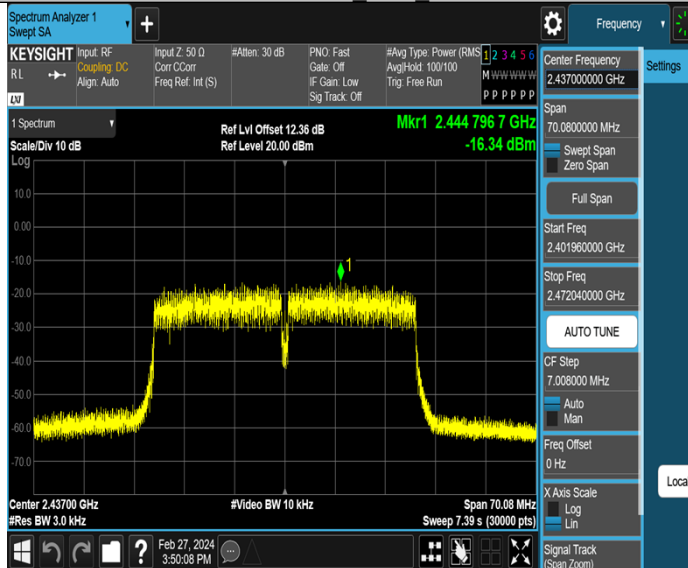 Spectrum Analyzer 1
Swept SA
+
Frequency
KEYSIGHT
RL
LXI
Input: RF
Coupling: DC
Align: Auto
Input Z: 50 Ω
Corr CCorr
Freq Ref: Int (S)
#Atten: 30 dB
PNO: Fast
Gate: Off
IF Gain: Low
Sig Track: Off
#Avg Type: Power (RMS
Avg|Hold: 100/100
Trig: Free Run
1 2 3 4 5 6
M W W W W W
P P P P P P
1 Spectrum
Scale/Div 10 dB
Log
Ref Lvl Offset 12.36 dB
Ref Level 20.00 dBm
Mkr1 2.444 796 7 GHz
-16.34 dBm
10.0
0.00
-10.0
-20.0
-30.0
-40.0
-50.0
-60.0
-70.0
1
Center 2.43700 GHz
#Res BW 3.0 kHz
#Video BW 10 kHz
Span 70.08 MHz
Sweep 7.39 s (30000 pts)
Feb 27, 2024
3:50:08 PM
?
Center Frequency
2.437000000 GHz
Span
70.0800000 MHz
Swept Span
Zero Span
Full Span
Start Freq
2.401960000 GHz
Stop Freq
2.472040000 GHz
AUTO TUNE
CF Step
7.008000 MHz
Auto
Man
Freq Offset
0 Hz
X Axis Scale
Log
Lin
Signal Track
(Span Zoom)
Settings
Loca